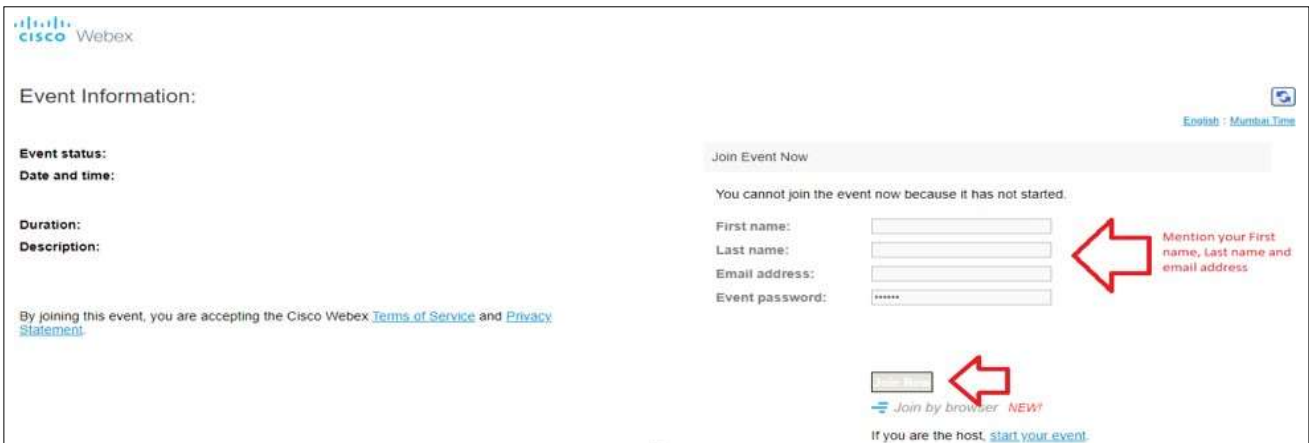 cisco Webex
Event Information:
English : Mumbai Time
Event status:
Date and time:
Duration:
Description:
By joining this event, you are accepting the Cisco Webex Terms of Service and Privacy
Statement.
Join Event Now
You cannot join the event now because it has not started.
First name:
Last name:
Email address:
Event password:
••••••
Mention your First
name, Last name and
email address
Join Now
Join by browser NEW!
If you are the host, start your event.